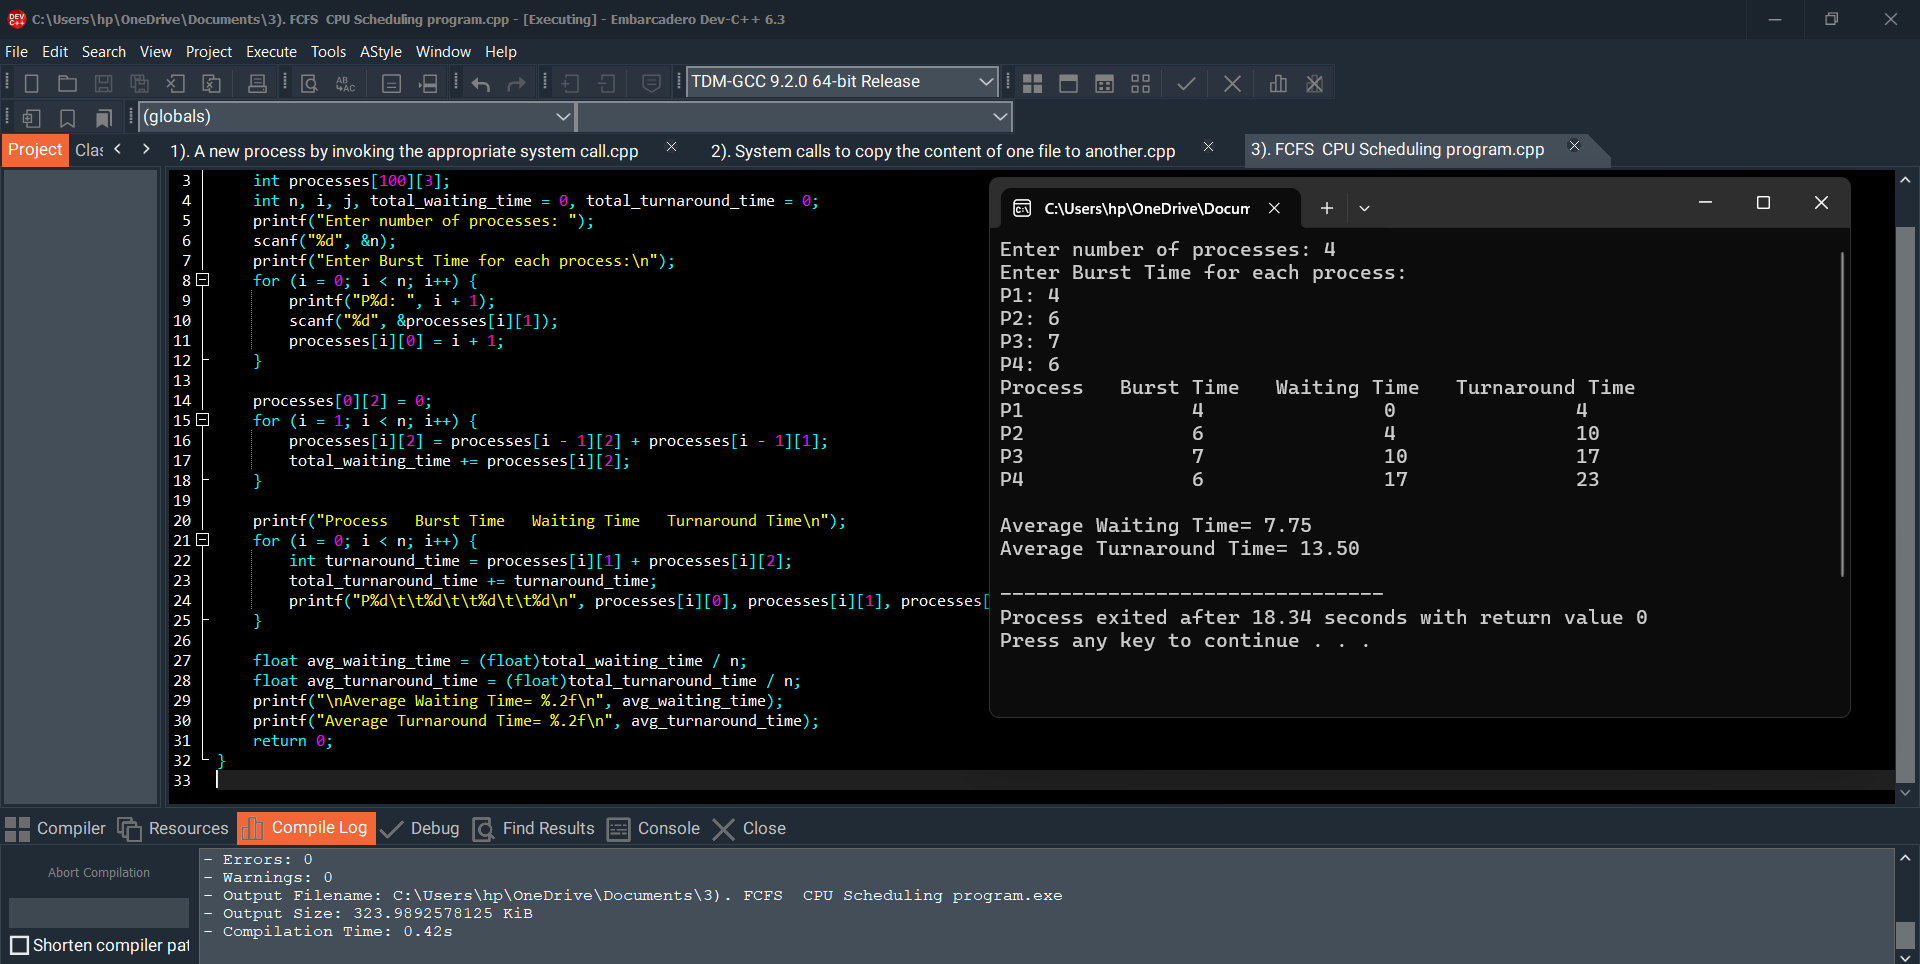 C:\Users\hp\OneDrive\Documents\3). FCFS  CPU Scheduling program.cpp - [Executing] - Embarcadero Dev-C++ 6.3
File Edit Search View Project Execute Tools AStyle Window Help
TDM-GCC 9.2.0 64-bit Release
(globals)
Project Clas 1). A new process by invoking the appropriate system call.cpp 2). System calls to copy the content of one file to another.cpp 3). FCFS  CPU Scheduling program.cpp
3 int processes[100][3];
4 int n, i, j, total_waiting_time = 0, total_turnaround_time = 0;
5 printf("Enter number of processes: ");
6 scanf("%d", &n);
7 printf("Enter Burst Time for each process:\n");
8 for (i = 0; i < n; i++) {
9 printf("P%d: ", i + 1);
10 scanf("%d", &processes[i][1]);
11 processes[i][0] = i + 1;
12 }
13
14 processes[0][2] = 0;
15 for (i = 1; i < n; i++) {
16 processes[i][2] = processes[i - 1][2] + processes[i - 1][1];
17 total_waiting_time += processes[i][2];
18 }
19
20 printf("Process   Burst Time   Waiting Time   Turnaround Time\n");
21 for (i = 0; i < n; i++) {
22 int turnaround_time = processes[i][1] + processes[i][2];
23 total_turnaround_time += turnaround_time;
24 printf("P%d\t\t%d\t\t%d\t\t%d\n", processes[i][0], processes[i][1], processes[
25 }
26
27 float avg_waiting_time = (float)total_waiting_time / n;
28 float avg_turnaround_time = (float)total_turnaround_time / n;
29 printf("\nAverage Waiting Time= %.2f\n", avg_waiting_time);
30 printf("Average Turnaround Time= %.2f\n", avg_turnaround_time);
31 return 0;
32 }
33
C:\Users\hp\OneDrive\Docum
Enter number of processes: 4
Enter Burst Time for each process:
P1: 4
P2: 6
P3: 7
P4: 6
Process   Burst Time   Waiting Time   Turnaround Time
P1 4 0 4
P2 6 4 10
P3 7 10 17
P4 6 17 23
Average Waiting Time= 7.75
Average Turnaround Time= 13.50
--------------------------------
Process exited after 18.34 seconds with return value 0
Press any key to continue . . .
Compiler Resources Compile Log Debug Find Results Console Close
Abort Compilation
Shorten compiler pat
- Errors: 0
- Warnings: 0
- Output Filename: C:\Users\hp\OneDrive\Documents\3). FCFS  CPU Scheduling program.exe
- Output Size: 323.9892578125 KiB
- Compilation Time: 0.42s